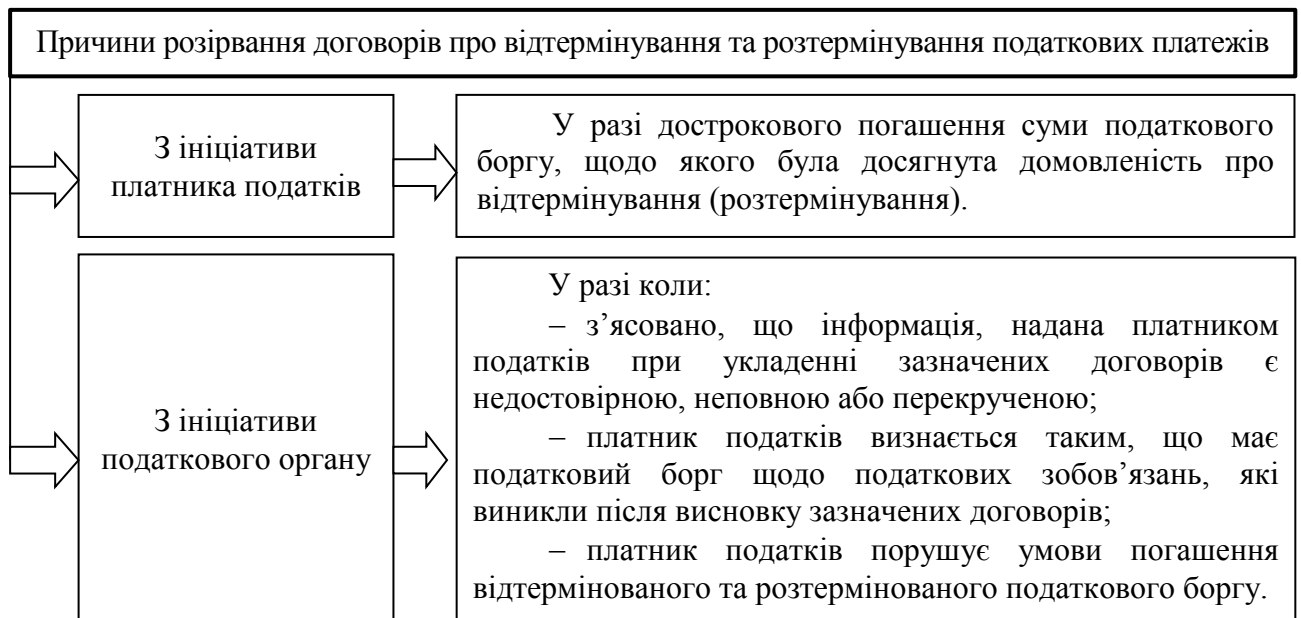 Причини розірвання договорів про відтермінування та розтермінування податкових платежів
З ініціативи
платника податків
У разі дострокового погашення суми податкового
боргу, щодо якого була досягнута домовленість про
відтермінування (розтермінування).
З ініціативи
податкового органу
У разі коли:
– з’ясовано, що інформація, надана платником
податків при укладенні зазначених договорів є
недостовірною, неповною або перекрученою;
– платник податків визнається таким, що має
податковий борг щодо податкових зобов’язань, які
виникли після висновку зазначених договорів;
– платник податків порушує умови погашення
відтермінованого та розтермінованого податкового боргу.